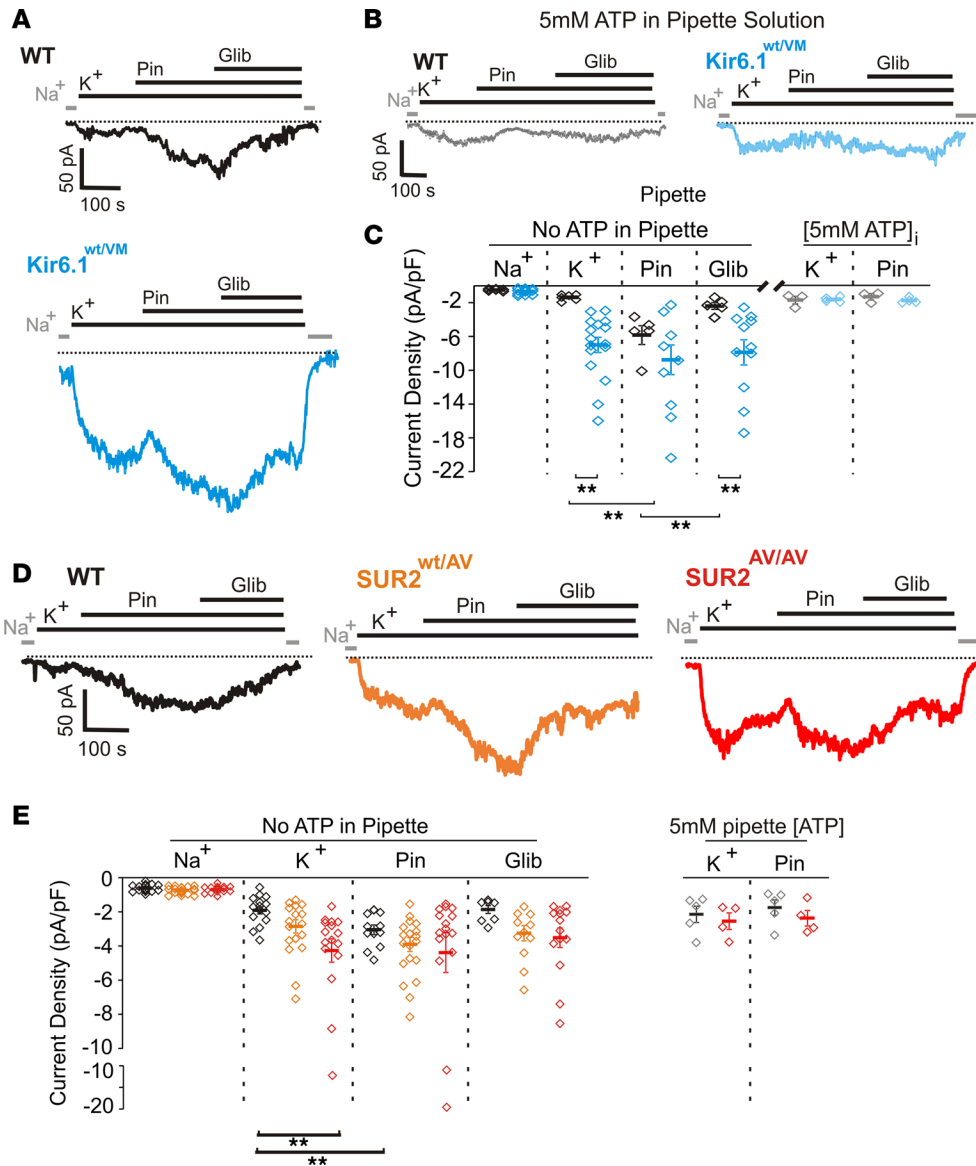 A
WT
Glib
Pin
K+
Na+
50 pA
100 s
Kir6.1wt/VM
Glib
Pin
K+
Na+
B
5mM ATP in Pipette Solution
WT
Glib
Pin
K+
Na+
50 pA
100 s
Kir6.1wt/VM
Glib
Pin
K+
Na+
Pipette
C
No ATP in Pipette
[5mM ATP]i
Na+ K+ Pin Glib K+ Pin
Current Density (pA/pF)
-2
-6
-10
-14
-18
-22
** **
** **
D
WT
Glib
Pin
K+
Na+
50 pA
100 s
SUR2wt/AV
Glib
Pin
K+
Na+
SUR2AV/AV
Glib
Pin
K+
Na+
E
No ATP in Pipette
5mM pipette [ATP]
Na+ K+ Pin Glib K+ Pin
Current Density (pA/pF)
0
-2
-4
-6
-8
-10
-10
-20
**
**